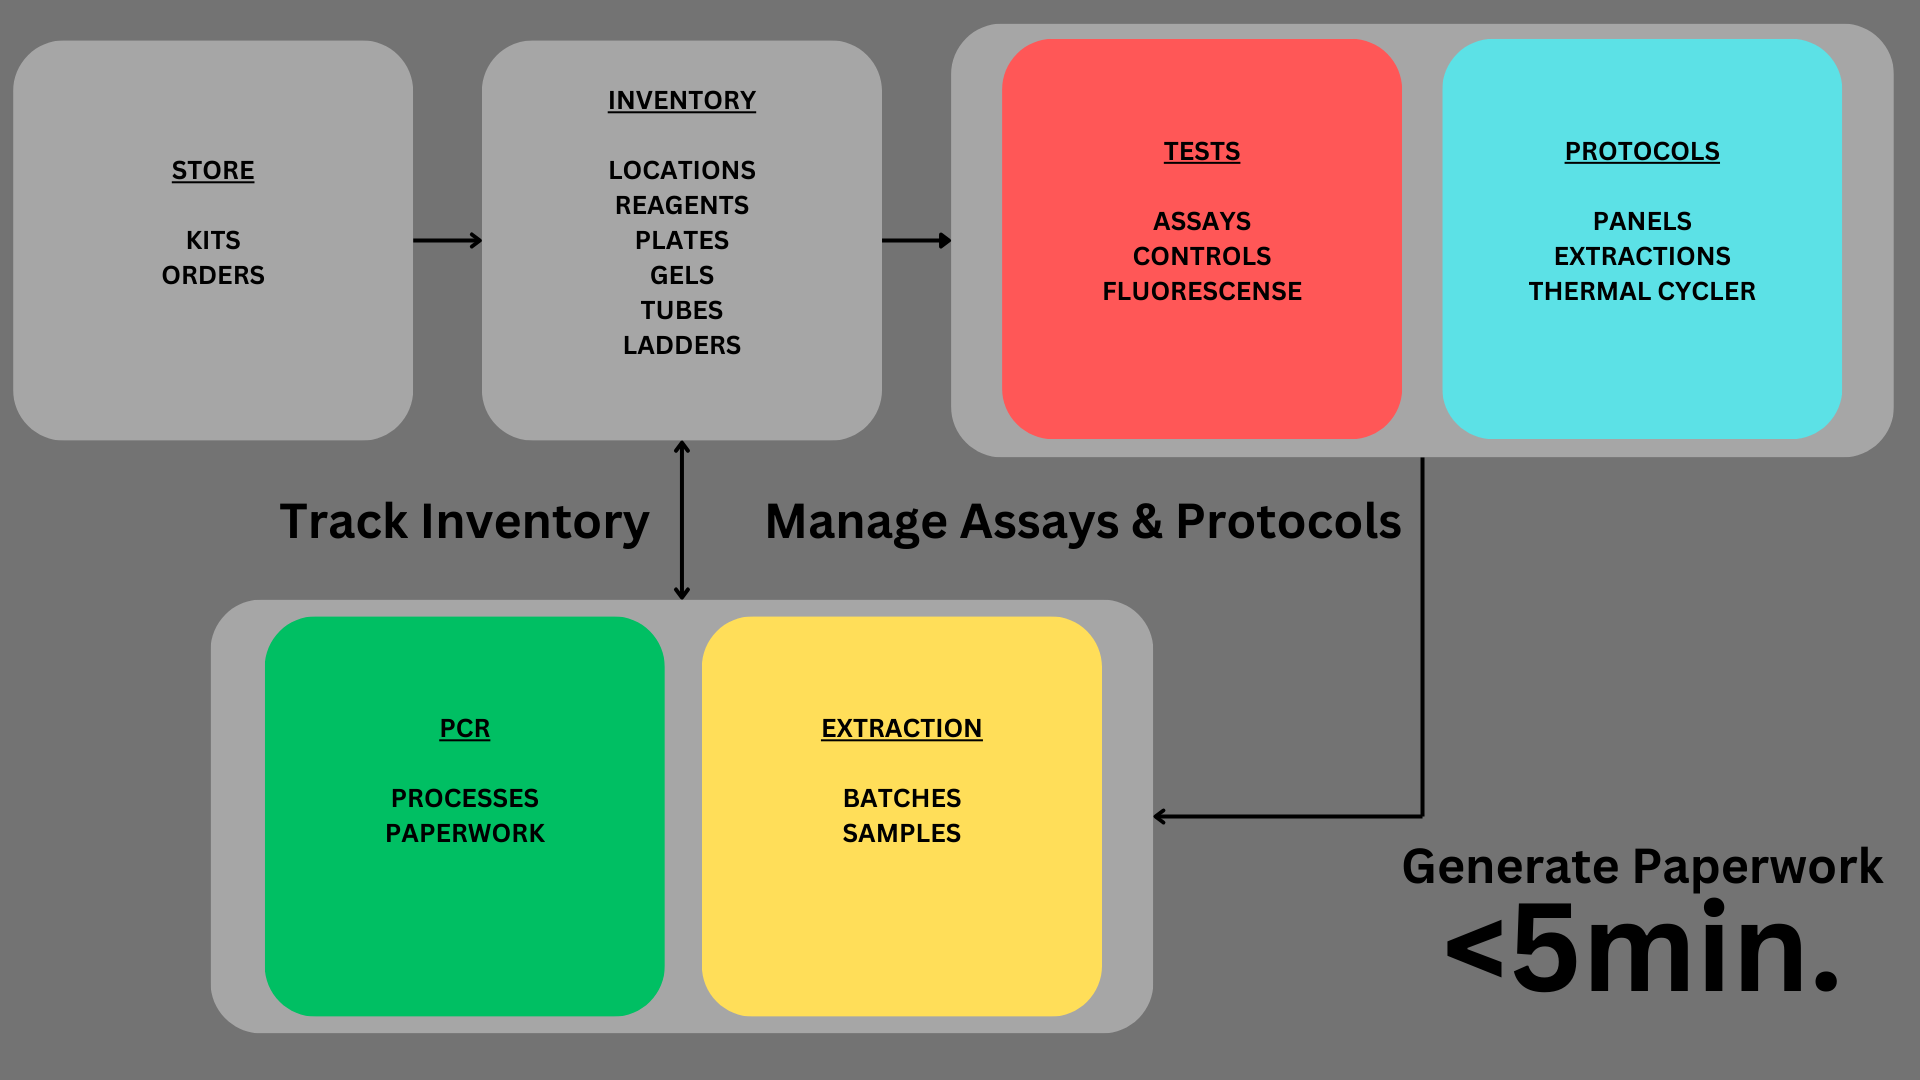 STORE
KITS
ORDERS
INVENTORY
LOCATIONS
REAGENTS
PLATES
GELS
TUBES
LADDERS
TESTS
ASSAYS
CONTROLS
FLUORESCENSE
PROTOCOLS
PANELS
EXTRACTIONS
THERMAL CYCLER
Track Inventory
Manage Assays & Protocols
PCR
PROCESSES
PAPERWORK
EXTRACTION
BATCHES
SAMPLES
Generate Paperwork
<5min.